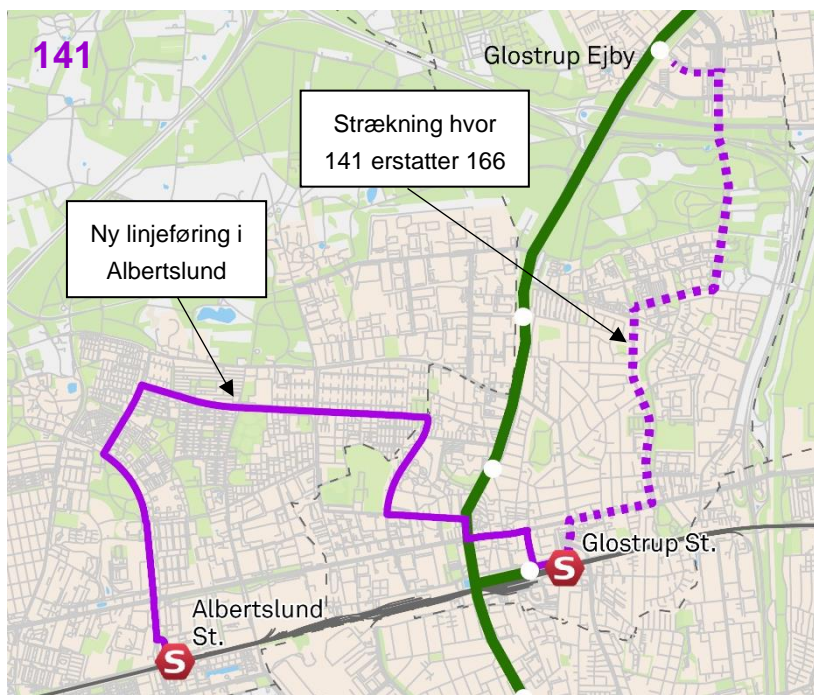 141
Glostrup Ejby
Strækning hvor
141 erstatter 166
Ny linjeføring i
Albertslund
Glostrup St.
S
Albertslund
St.
S